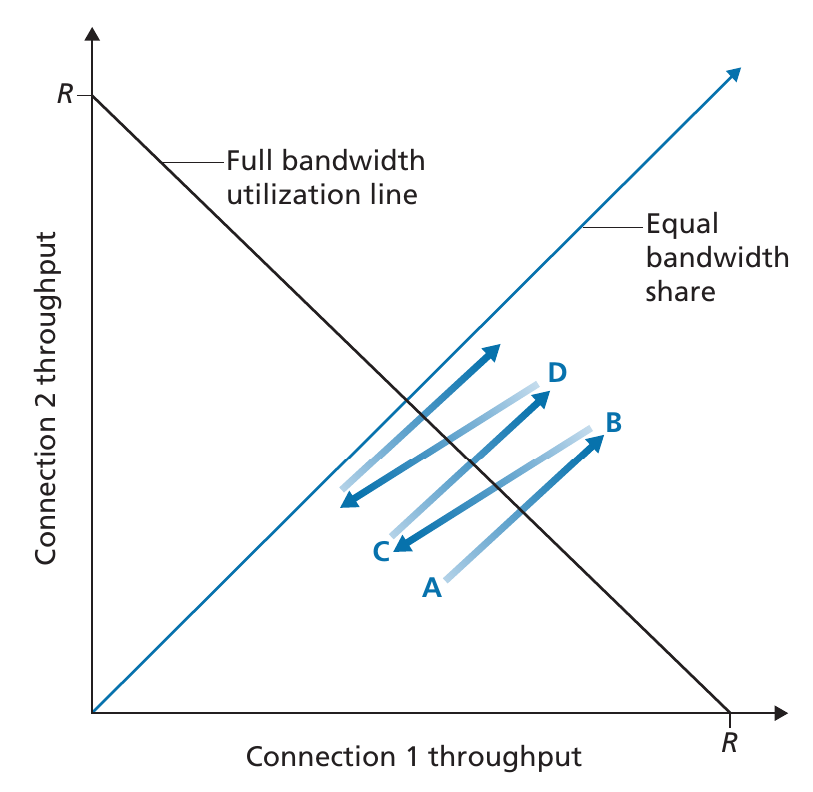 R
Full bandwidth
utilization line
Equal
bandwidth
share
Connection 2 throughput
D
B
C
A
R
Connection 1 throughput